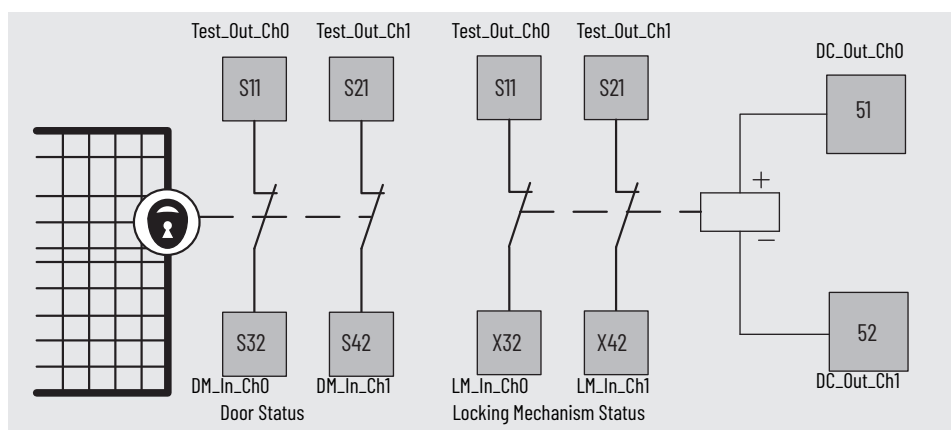 Test_Out_Ch0 Test_Out_Ch1 Test_Out_Ch0 Test_Out_Ch1
DC_Out_Ch0
S11 S21 S11 S21
51
+
−
S32 S42 X32 X42
52
DM_In_Ch0 DM_In_Ch1 LM_In_Ch0 LM_In_Ch1
DC_Out_Ch1
Door Status Locking Mechanism Status